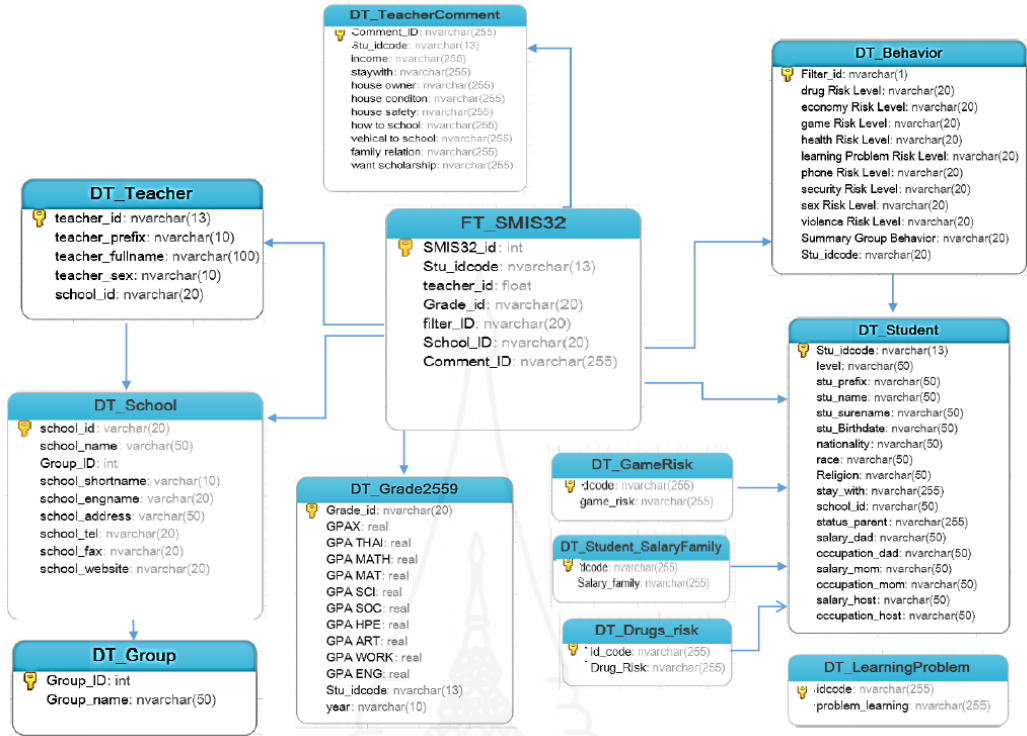 DT_TeacherComment
Comment_ID: nvarchar(255)
Stu_idcode: nvarchar(13)
income: nvarchar(255)
staywith: nvarchar(255)
house owner: nvarchar(255)
house conditon: nvarchar(255)
house safety: nvarchar(255)
how to school: nvarchar(255)
vehical to school: nvarchar(255)
family relation: nvarchar(255)
want scholarship: nvarchar(255)
DT_Behavior
Filter_id: nvarchar(1)
drug Risk Level: nvarchar(20)
economy Risk Level: nvarchar(20)
game Risk Level: nvarchar(20)
health Risk Level: nvarchar(20)
learning Problem Risk Level: nvarchar(20)
phone Risk Level: nvarchar(20)
security Risk Level: nvarchar(20)
sex Risk Level: nvarchar(20)
violence Risk Level: nvarchar(20)
Summary Group Behavior: nvarchar(20)
Stu_idcode: nvarchar(20)
DT_Teacher
teacher_id: nvarchar(13)
teacher_prefix: nvarchar(10)
teacher_fullname: nvarchar(100)
teacher_sex: nvarchar(10)
school_id: nvarchar(20)
FT_SMIS32
SMIS32_id: int
Stu_idcode: nvarchar(13)
teacher_id: float
Grade_id: nvarchar(20)
filter_ID: nvarchar(20)
School_ID: nvarchar(20)
Comment_ID: nvarchar(255)
DT_Student
Stu_idcode: nvarchar(13)
level: nvarchar(50)
stu_prefix: nvarchar(50)
stu_name: nvarchar(50)
stu_surename: nvarchar(50)
stu_Birthdate: nvarchar(50)
nationality: nvarchar(50)
race: nvarchar(50)
Religion: nvarchar(50)
stay_with: nvarchar(255)
school_id: nvarchar(50)
status_parent: nvarchar(255)
salary_dad: nvarchar(50)
occupation_dad: nvarchar(50)
salary_mom: nvarchar(50)
occupation_mom: nvarchar(50)
salary_host: nvarchar(50)
occupation_host: nvarchar(50)
DT_School
school_id: varchar(20)
school_name: varchar(50)
Group_ID: int
school_shortname: varchar(10)
school_engname: varchar(20)
school_address: varchar(50)
school_tel: nvarchar(20)
school_fax: nvarchar(20)
school_website: nvarchar(20)
DT_Grade2559
Grade_id: nvarchar(20)
GPAX: real
GPA THAI: real
GPA MATH: real
GPA MAT: real
GPA SCI: real
GPA SOC: real
GPA HPE: real
GPA ART: real
GPA WORK: real
GPA ENG: real
Stu_idcode: nvarchar(13)
year: nvarchar(10)
DT_GameRisk
idcode: nvarchar(255)
game_risk: nvarchar(255)
DT_Student_SalaryFamily
idcode: nvarchar(255)
Salary_family: nvarchar(255)
DT_Drugs_risk
id_code: nvarchar(255)
Drug_Risk: nvarchar(255)
DT_Group
Group_ID: int
Group_name: nvarchar(50)
DT_LearningProblem
idcode: nvarchar(255)
problem_learning: nvarchar(255)